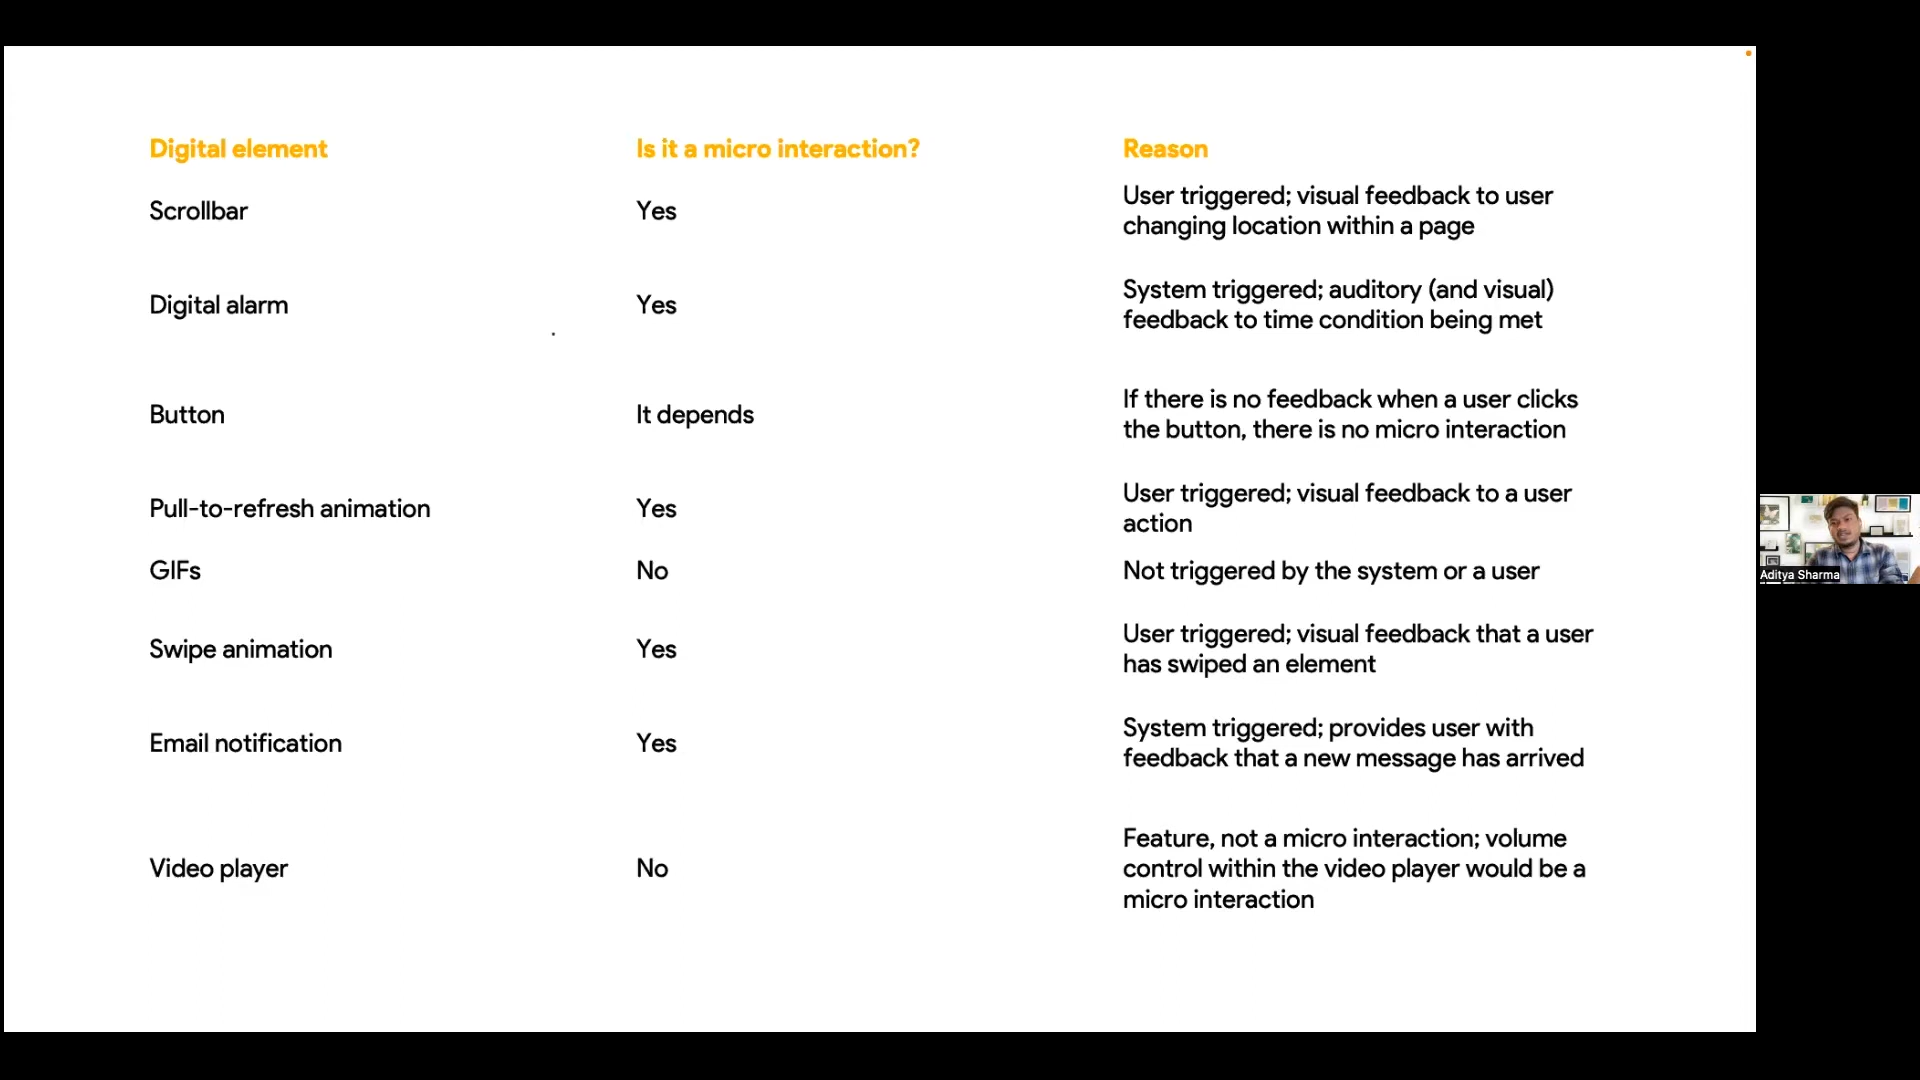 Digital element Is it a micro interaction? Reason
Scrollbar Yes User triggered; visual feedback to user
changing location within a page
Digital alarm Yes System triggered; auditory (and visual)
feedback to time condition being met
Button It depends If there is no feedback when a user clicks
the button, there is no micro interaction
Pull-to-refresh animation Yes User triggered; visual feedback to a user
action
GIFs No Not triggered by the system or a user
Swipe animation Yes User triggered; visual feedback that a user
has swiped an element
Email notification Yes System triggered; provides user with
feedback that a new message has arrived
Video player No Feature, not a micro interaction; volume
control within the video player would be a
micro interaction
Aditya Sharma